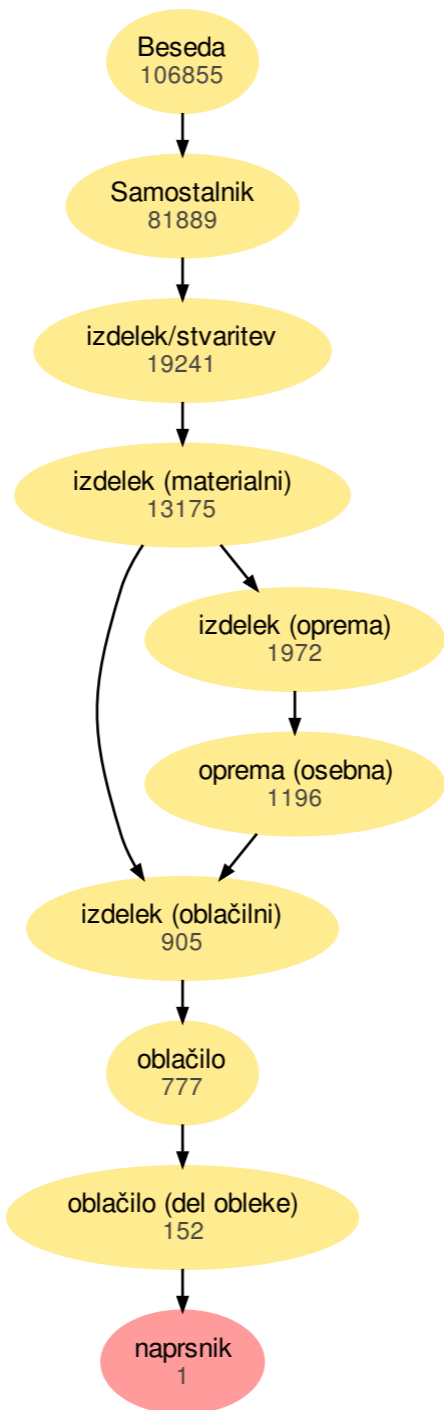 Beseda
106855
Samostalnik
81889
izdelek/stvaritev
19241
izdelek (materialni)
13175
izdelek (oprema)
1972
oprema (osebna)
1196
izdelek (oblačilni)
905
oblačilo
777
oblačilo (del obleke)
152
naprsnik
1